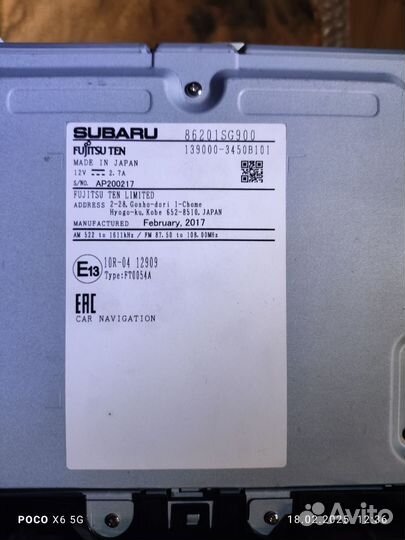 SUBARU 86201SG900
FUJITSU TEN 139000-3450B101
MADE IN JAPAN
12V 2.7A
S/NO. AP200217
FUJITSU TEN LIMITED
ADDRESS 2-28, Gosho-dori 1-Chome
Hyogo-ku, Kobe 652-8510, JAPAN
MANUFACTURED February, 2017
AM 522 to 1611kHz / FM 87.50 to 108.00MHz
E13 10R-04 12909
Type:FT0054A
EAC
CAR NAVIGATION
POCO X6 5G
18.02.2025 12:36
Avito